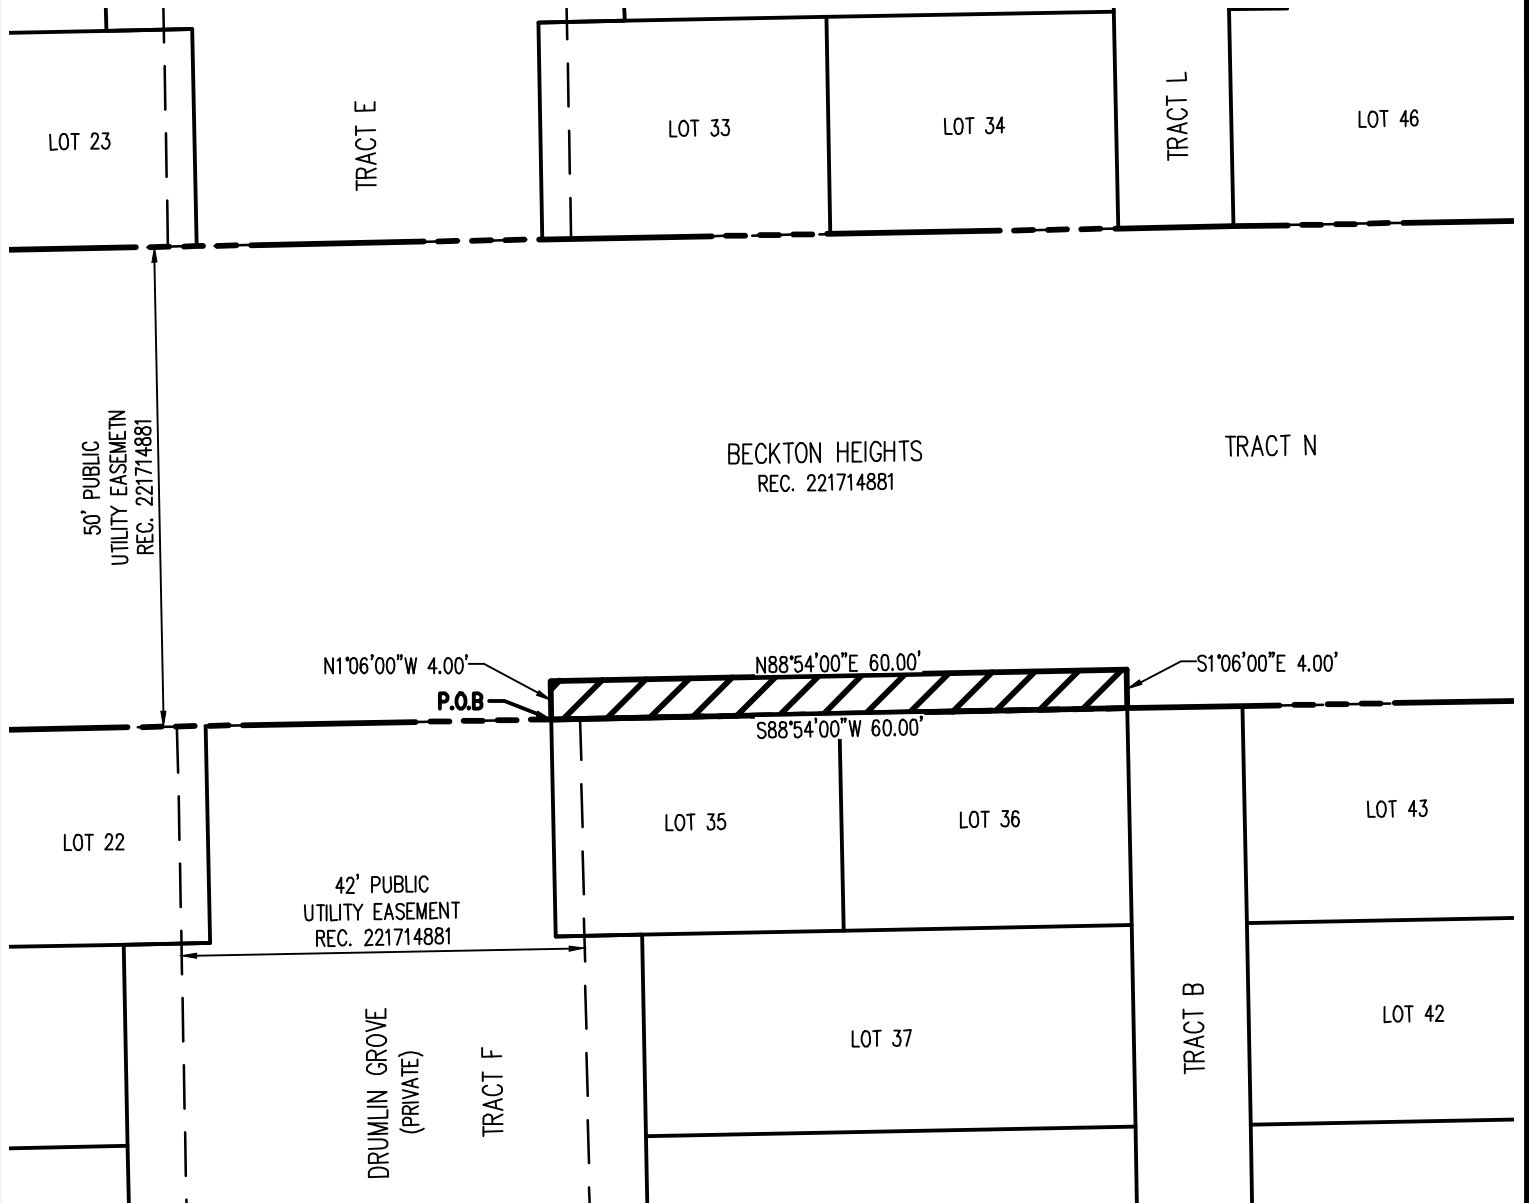 LOT 23
TRACT E
LOT 33
LOT 34
TRACT L
LOT 46
50' PUBLIC
UTILITY EASEMETN
REC. 221714881
BECKTON HEIGHTS
REC. 221714881
TRACT N
N1°06'00"W 4.00'
N88°54'00"E 60.00'
S1°06'00"E 4.00'
P.O.B
S88°54'00"W 60.00'
LOT 22
LOT 35
LOT 36
LOT 43
42' PUBLIC
UTILITY EASEMENT
REC. 221714881
DRUMLIN GROVE
(PRIVATE)
TRACT F
LOT 37
TRACT B
LOT 42